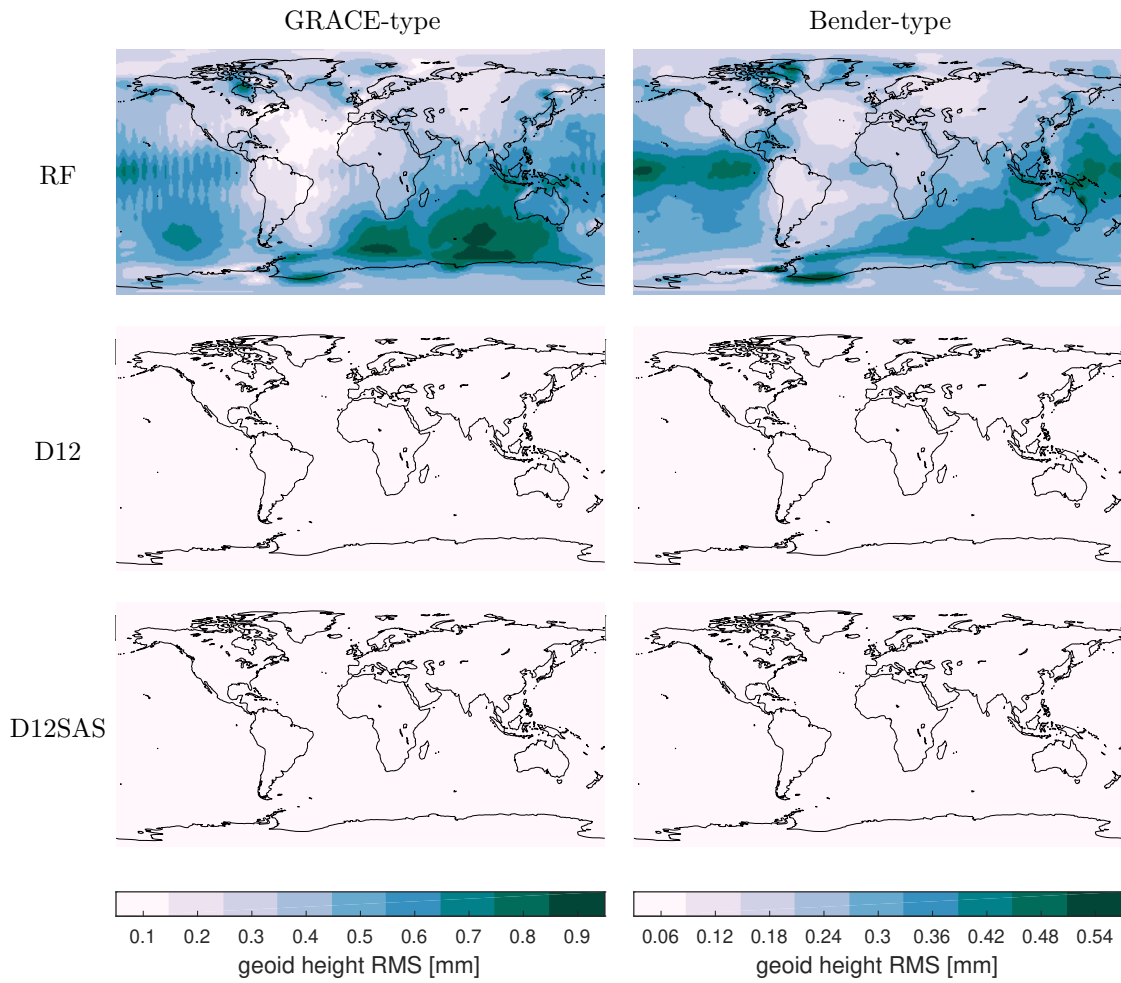 GRACE-type
Bender-type
RF
D12
D12SAS
0.1 0.2 0.3 0.4 0.5 0.6 0.7 0.8 0.9
geoid height RMS [mm]
0.06 0.12 0.18 0.24 0.3 0.36 0.42 0.48 0.54
geoid height RMS [mm]